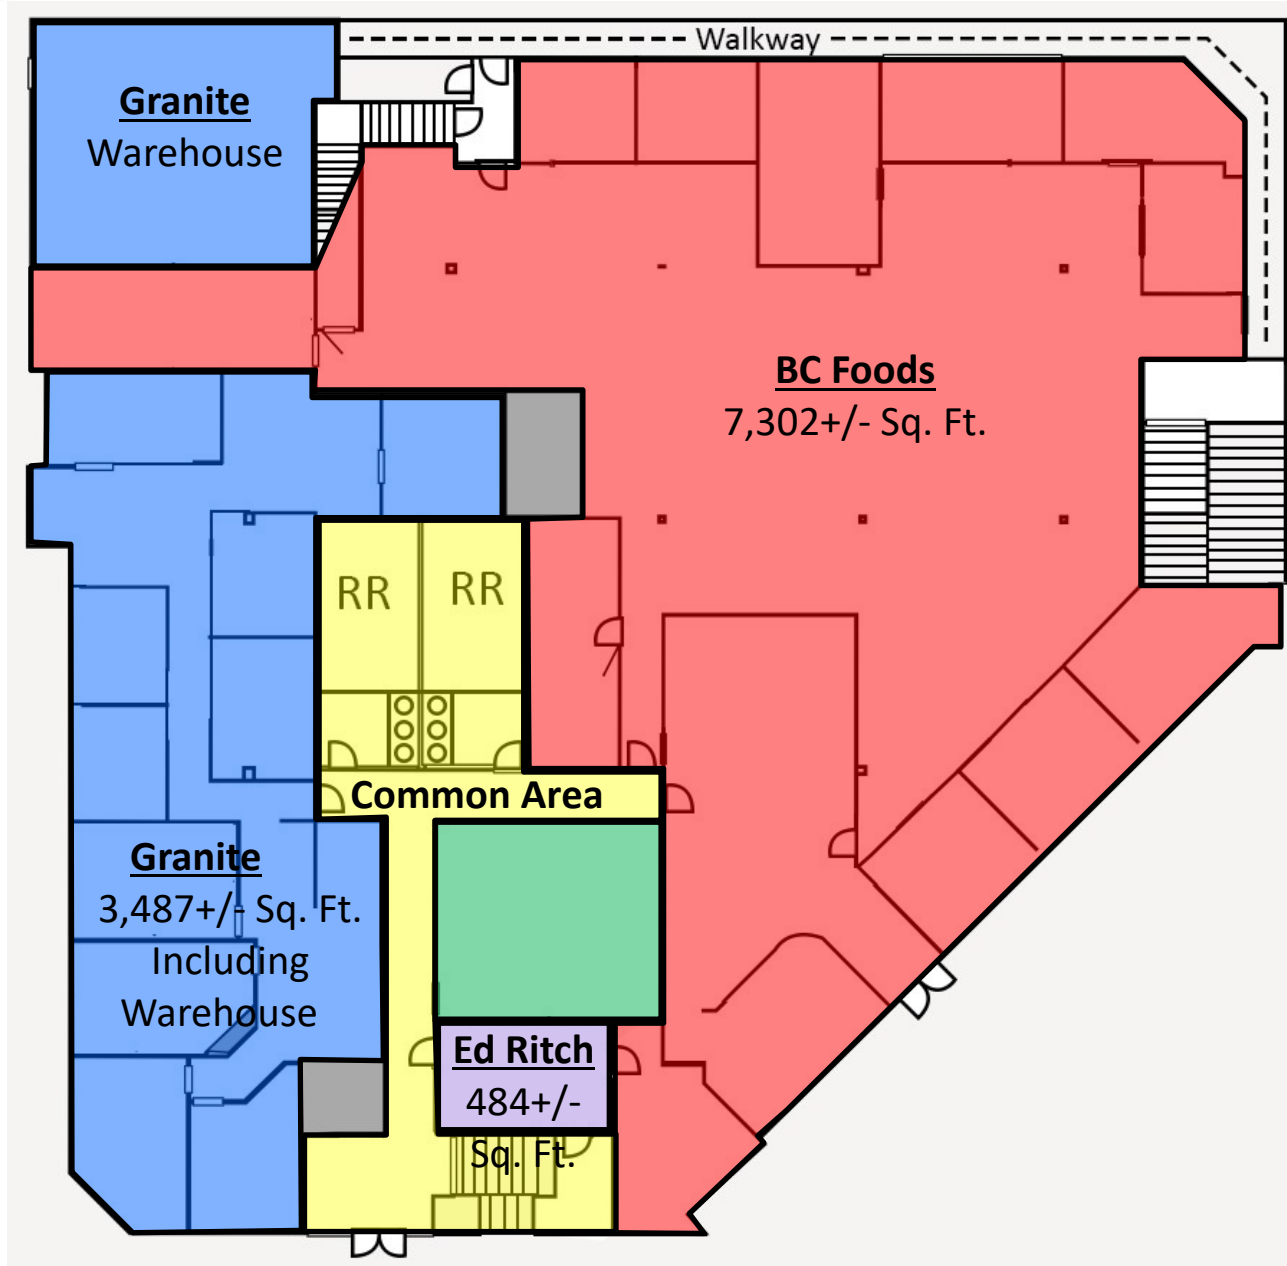 Walkway
Granite
Warehouse
BC Foods
7,302+/- Sq. Ft.
RR
RR
Common Area
Granite
3,487+/- Sq. Ft.
Including
Warehouse
Ed Ritch
484+/-
Sq. Ft.